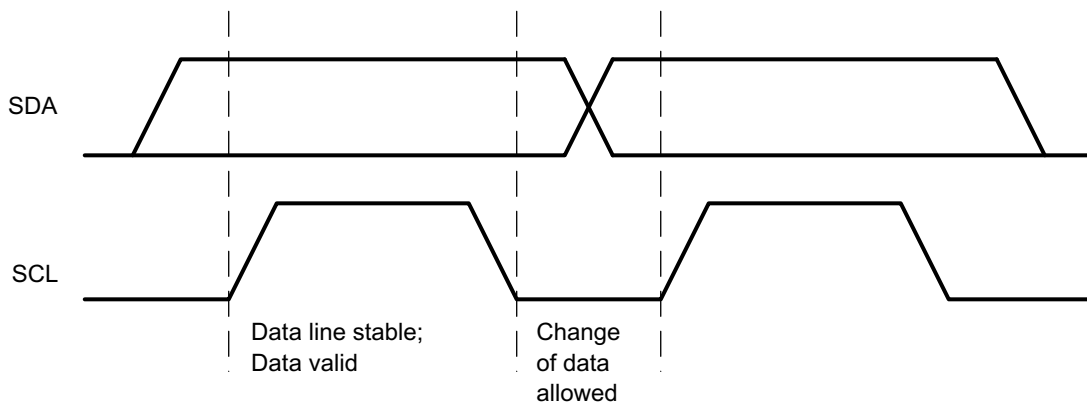 SDA
SCL
Data line stable;
Data valid
Change
of data
allowed